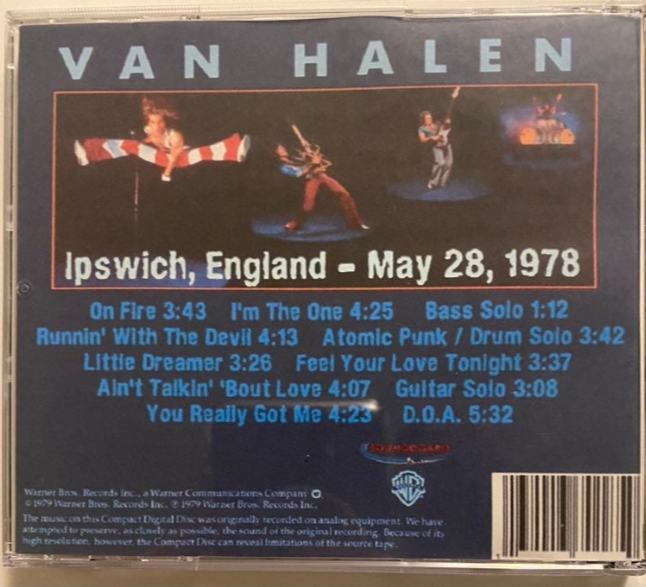 VAN HALEN
Ipswich, England - May 28, 1978
On Fire 3:43 I'm The One 4:25 Bass Solo 1:12
Runnin' With The Devil 4:13 Atomic Punk / Drum Solo 3:42
Little Dreamer 3:26 Feel Your Love Tonight 3:37
Ain't Talkin' 'Bout Love 4:07 Guitar Solo 3:08
You Really Got Me 4:23 D.O.A. 5:32
Warner Bros. Records Inc., a Warner Communications Company
© 1979 Warner Bros. Records Inc. ℗ 1979 Warner Bros. Records Inc.
The music on this Compact Digital Disc was originally recorded on analog equipment. We have
attempted to preserve, as closely as possible, the sound of the original recording. Because of its
high resolution, however, the Compact Disc can reveal limitations of the source tape.